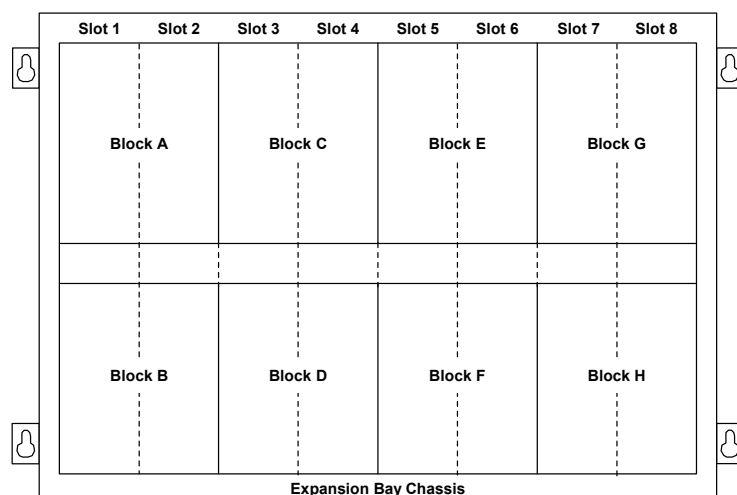 Slot 1 Slot 2 Slot 3 Slot 4 Slot 5 Slot 6 Slot 7 Slot 8
Block A Block C Block E Block G
Block B Block D Block F Block H
Expansion Bay Chassis